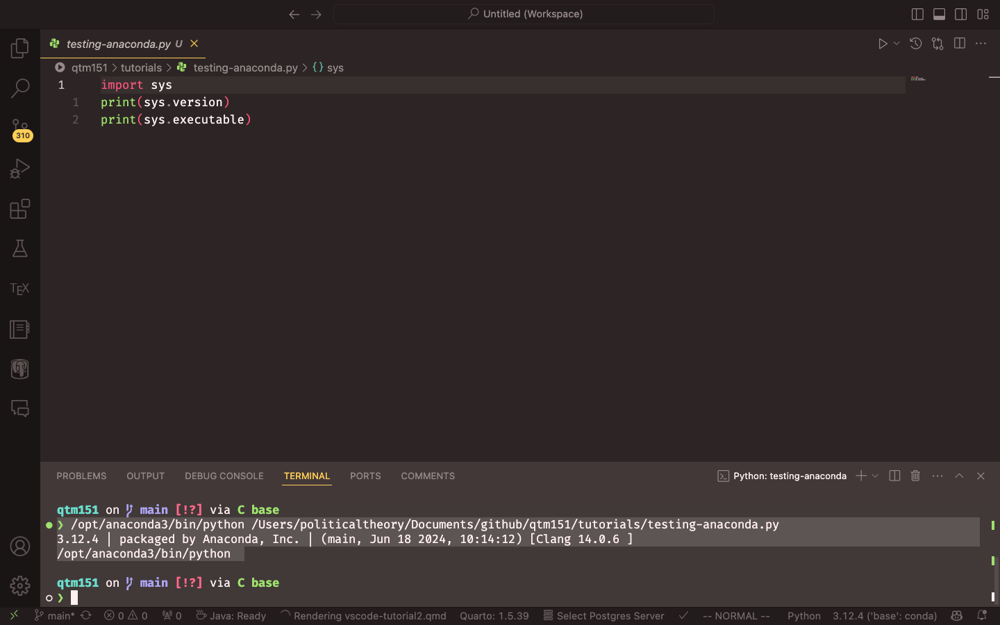 Untitled (Workspace)
testing-anaconda.py U
qtm151 > tutorials > testing-anaconda.py > {} sys
1 import sys
1 print(sys.version)
2 print(sys.executable)
310
TEX
PROBLEMS OUTPUT DEBUG CONSOLE TERMINAL PORTS COMMENTS Python: testing-anaconda
qtm151 on main [!?] via C base
❯ /opt/anaconda3/bin/python /Users/politicaltheory/Documents/github/qtm151/tutorials/testing-anaconda.py
3.12.4 | packaged by Anaconda, Inc. | (main, Jun 18 2024, 10:14:12) [Clang 14.0.6 ]
/opt/anaconda3/bin/python
qtm151 on main [!?] via C base
❯
main* 0 0 0 Java: Ready Rendering vscode-tutorial2.qmd Quarto: 1.5.39 Select Postgres Server -- NORMAL -- Python 3.12.4 ('base': conda)